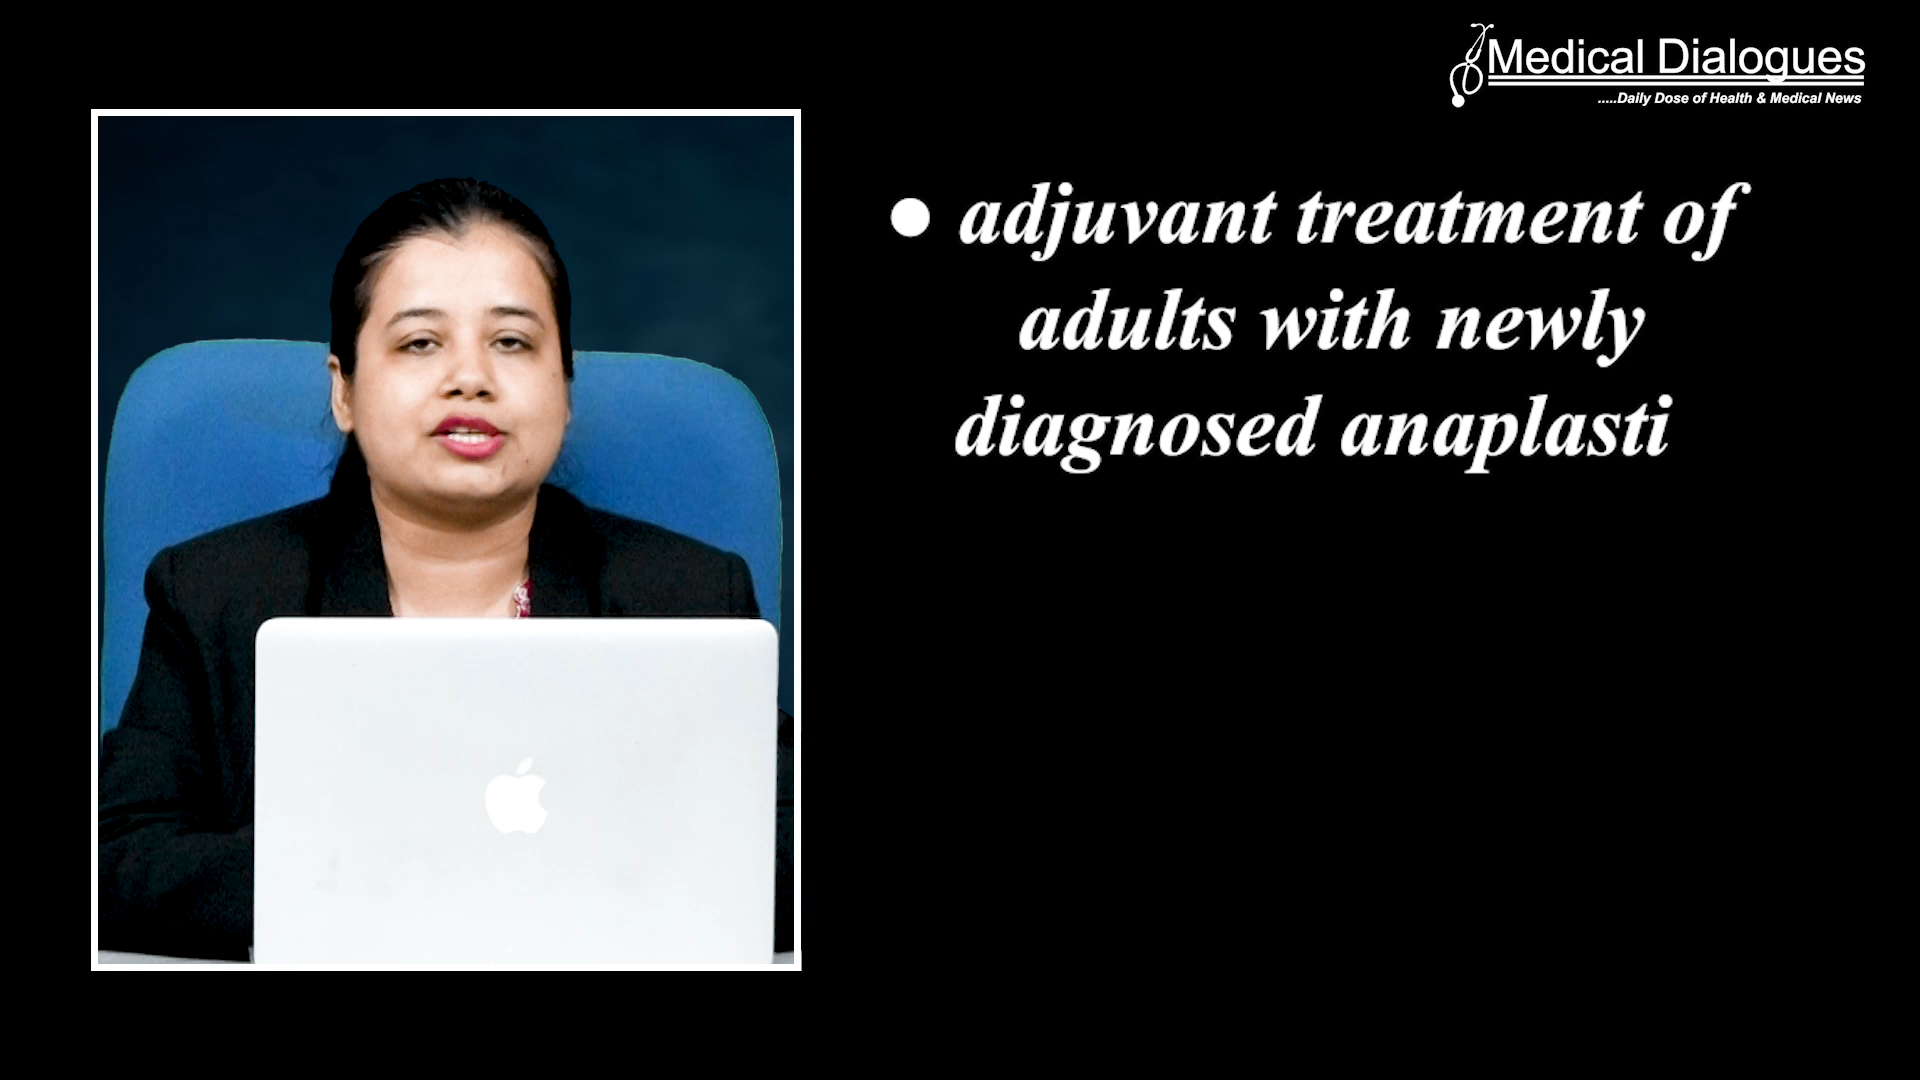 Medical Dialogues
.....Daily Dose of Health & Medical News
• adjuvant treatment of
adults with newly
diagnosed anaplasti